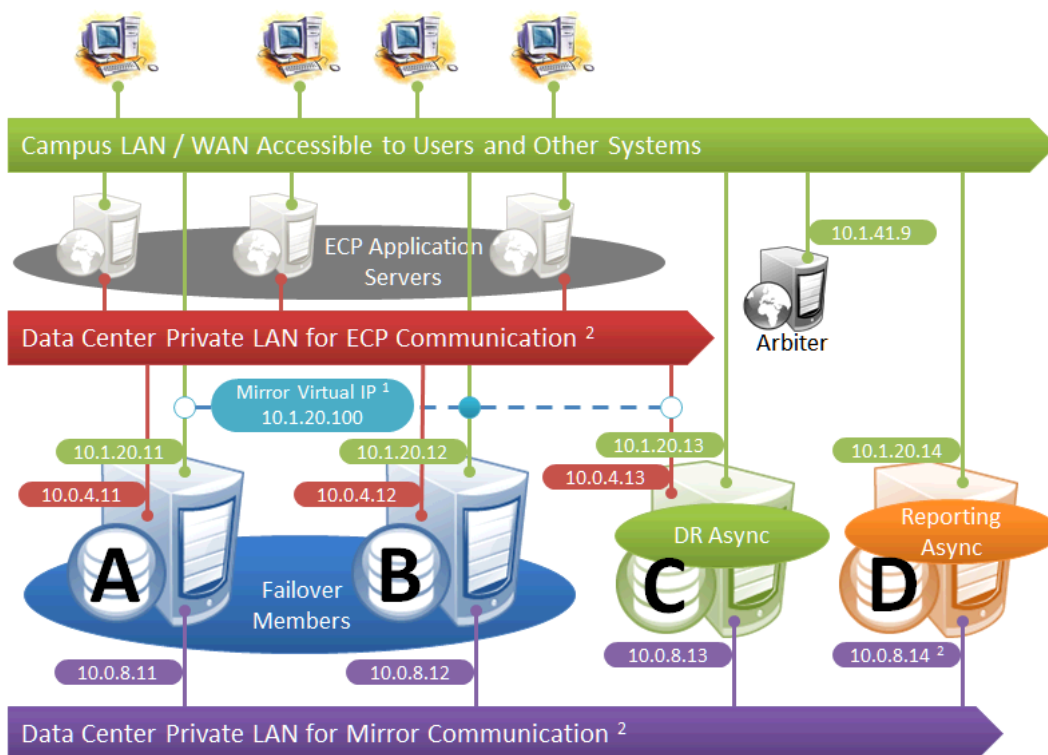 Campus LAN / WAN Accessible to Users and Other Systems
10.1.41.9
ECP Application
Servers
Arbiter
Data Center Private LAN for ECP Communication ²
Mirror Virtual IP ¹
10.1.20.100
10.1.20.11
10.1.20.12
10.1.20.13
10.1.20.14
10.0.4.11
10.0.4.12
10.0.4.13
DR Async
Reporting
Async
A
B
C
D
Failover
Members
10.0.8.11
10.0.8.12
10.0.8.13
10.0.8.14 ²
Data Center Private LAN for Mirror Communication ²